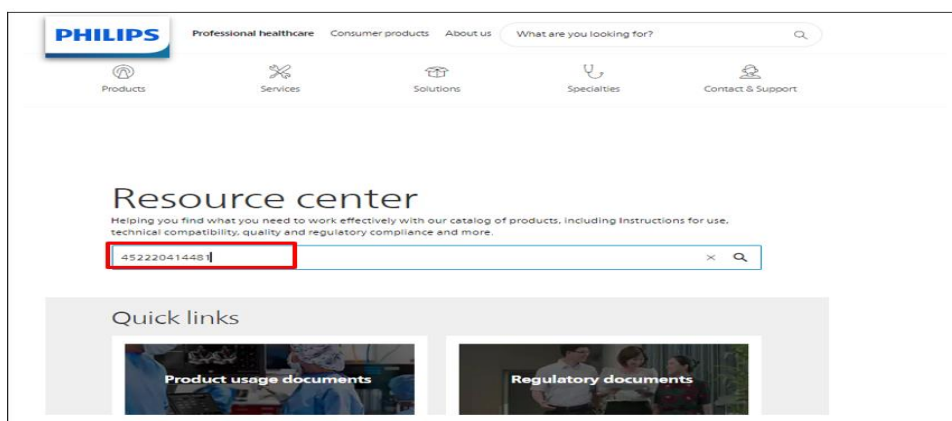 PHILIPS
Professional healthcare Consumer products About us What are you looking for?
Products Services Solutions Specialties Contact & Support
Resource center
Helping you find what you need to work effectively with our catalog of products, including Instructions for use,
technical compatibility, quality and regulatory compliance and more.
452220414481
Quick links
Product usage documents Regulatory documents